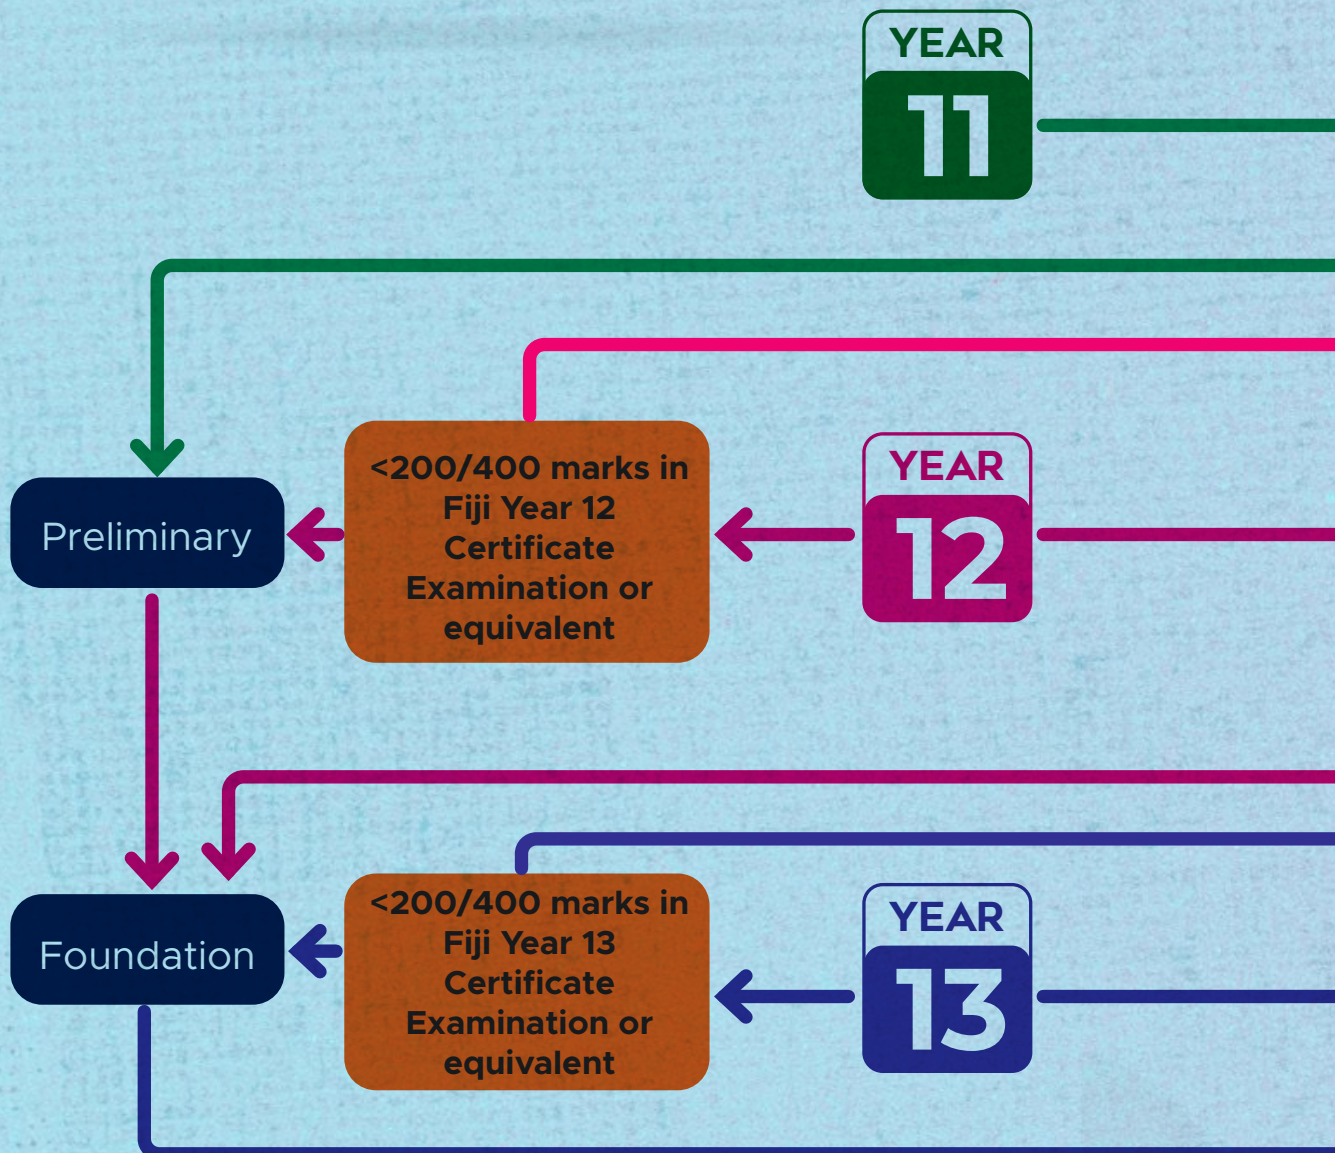 YEAR
11
<200/400 marks in
Fiji Year 12
Certificate
Examination or
equivalent
YEAR
12
Preliminary
<200/400 marks in
Fiji Year 13
Certificate
Examination or
equivalent
YEAR
13
Foundation